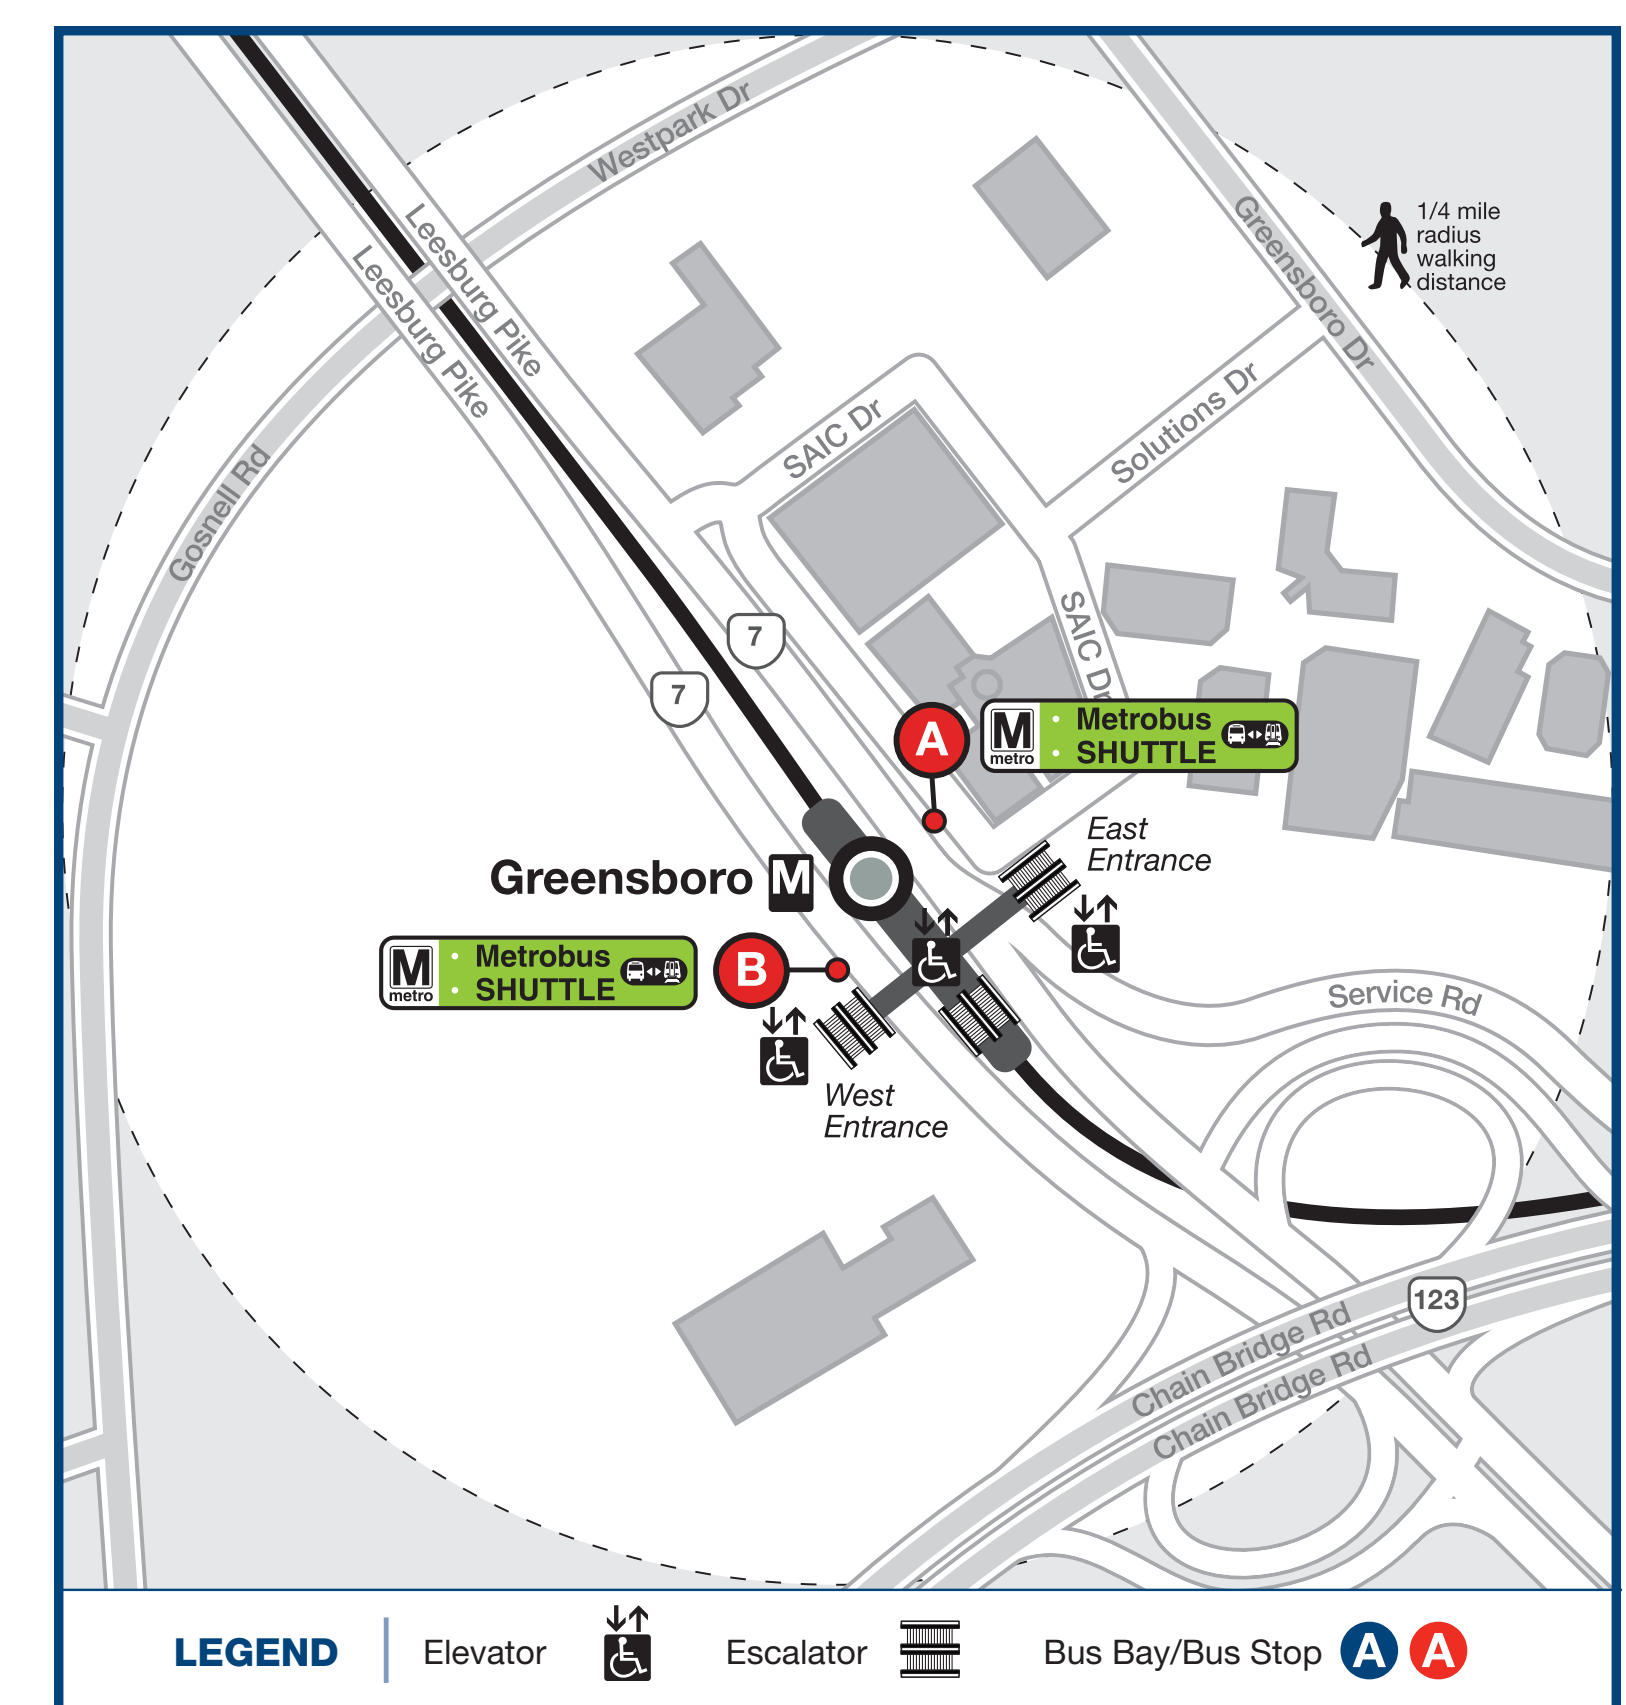 Westpark Dr
Leesburg Pike
Leesburg Pike
Greensboro Dr
1/4 mile
radius
walking
distance
SAIC Dr
Solutions Dr
Gosnell Rd
SAIC Dr
7
7
A
M
metro
• Metrobus
• SHUTTLE
East
Entrance
Greensboro
M
B
M
metro
• Metrobus
• SHUTTLE
West
Entrance
Service Rd
123
Chain Bridge Rd
Chain Bridge Rd
LEGEND
Elevator
Escalator
Bus Bay/Bus Stop
A
A